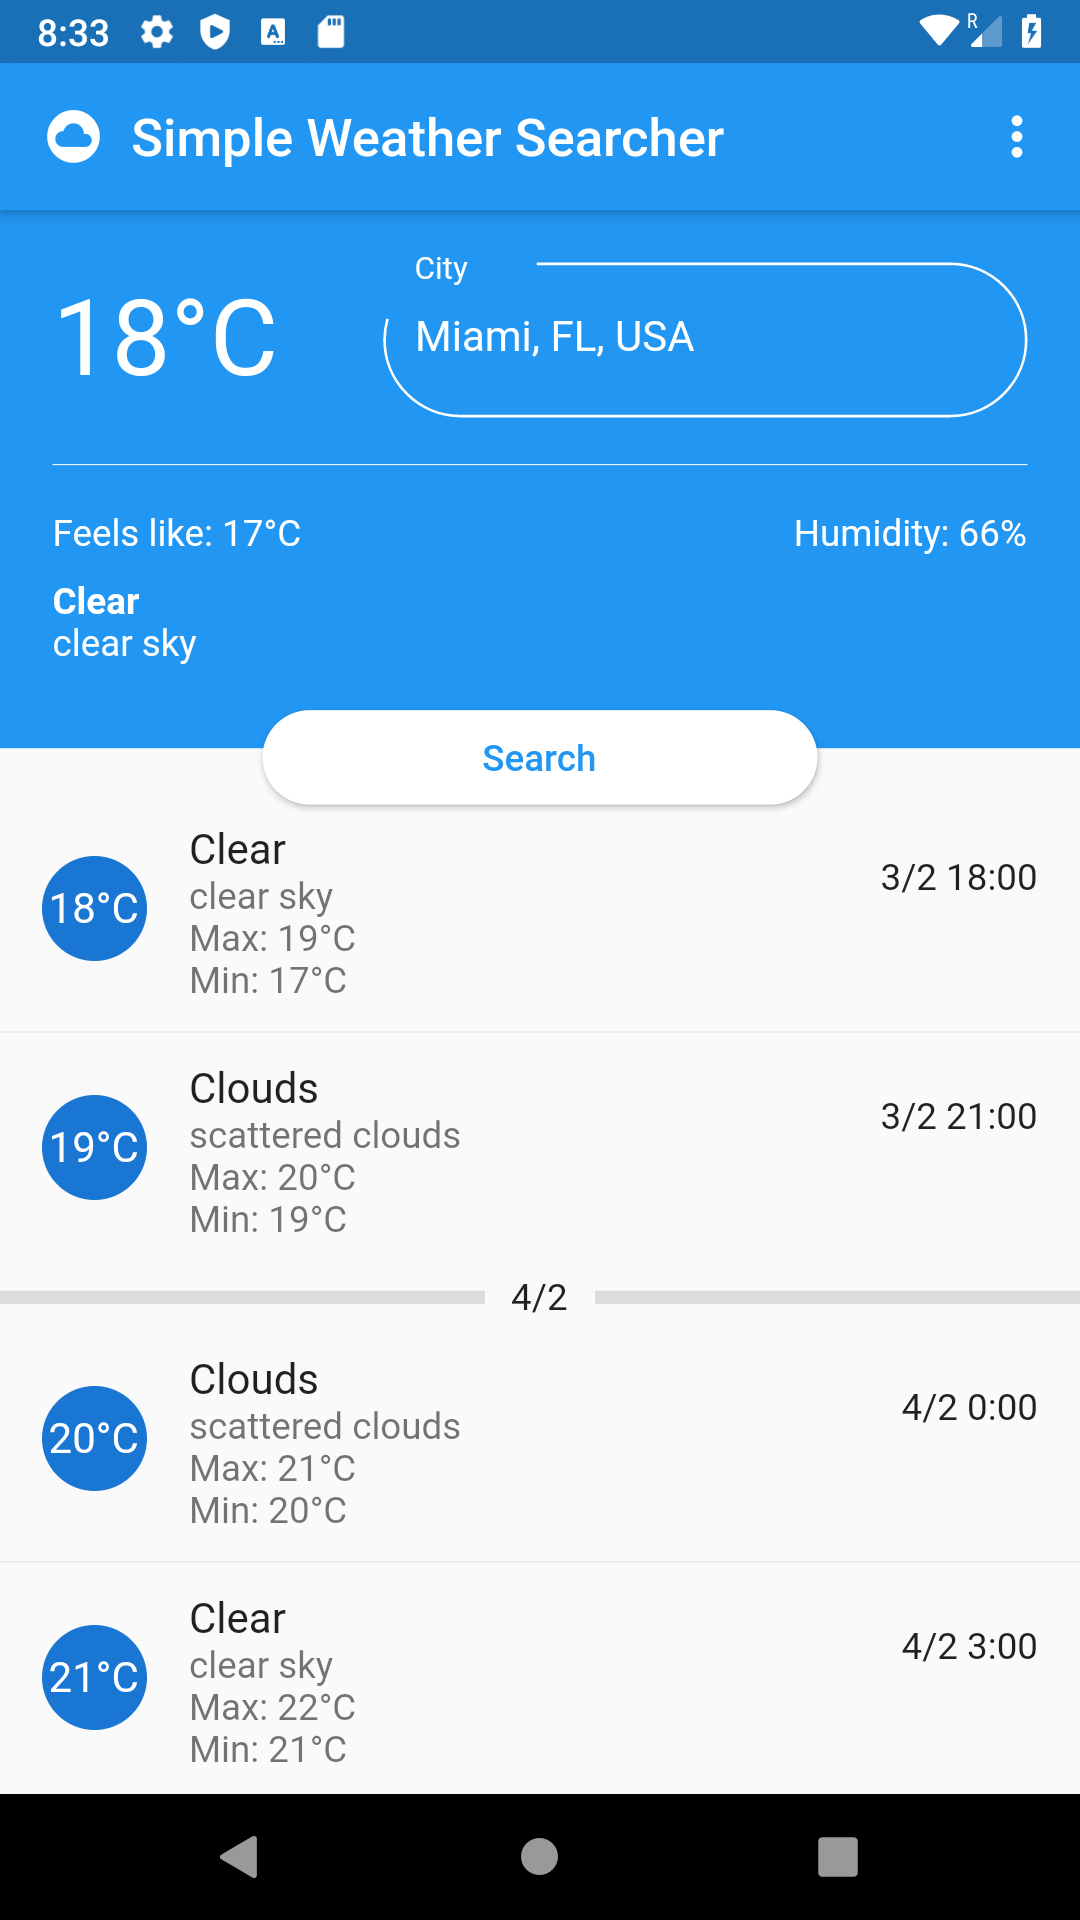 8:33
R
Simple Weather Searcher
18°C
City
Miami, FL, USA
Feels like: 17°C
Humidity: 66%
Clear
clear sky
Search
18°C
Clear
clear sky
Max: 19°C
Min: 17°C
3/2 18:00
19°C
Clouds
scattered clouds
Max: 20°C
Min: 19°C
3/2 21:00
4/2
20°C
Clouds
scattered clouds
Max: 21°C
Min: 20°C
4/2 0:00
21°C
Clear
clear sky
Max: 22°C
Min: 21°C
4/2 3:00